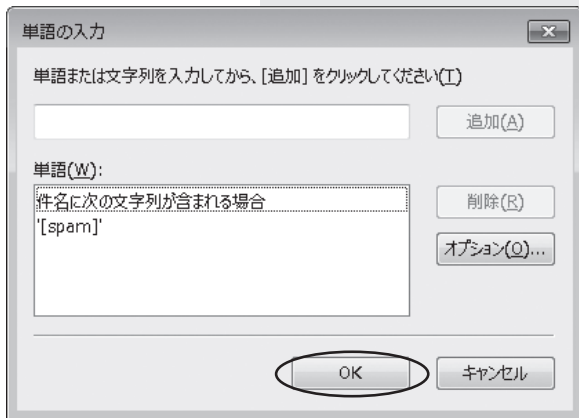 単語の入力
単語または文字列を入力してから、[追加] をクリックしてください(T)
追加(A)
単語(W):
件名に次の文字列が含まれる場合
'[spam]'
削除(R)
オプション(O)...
OK
キャンセル